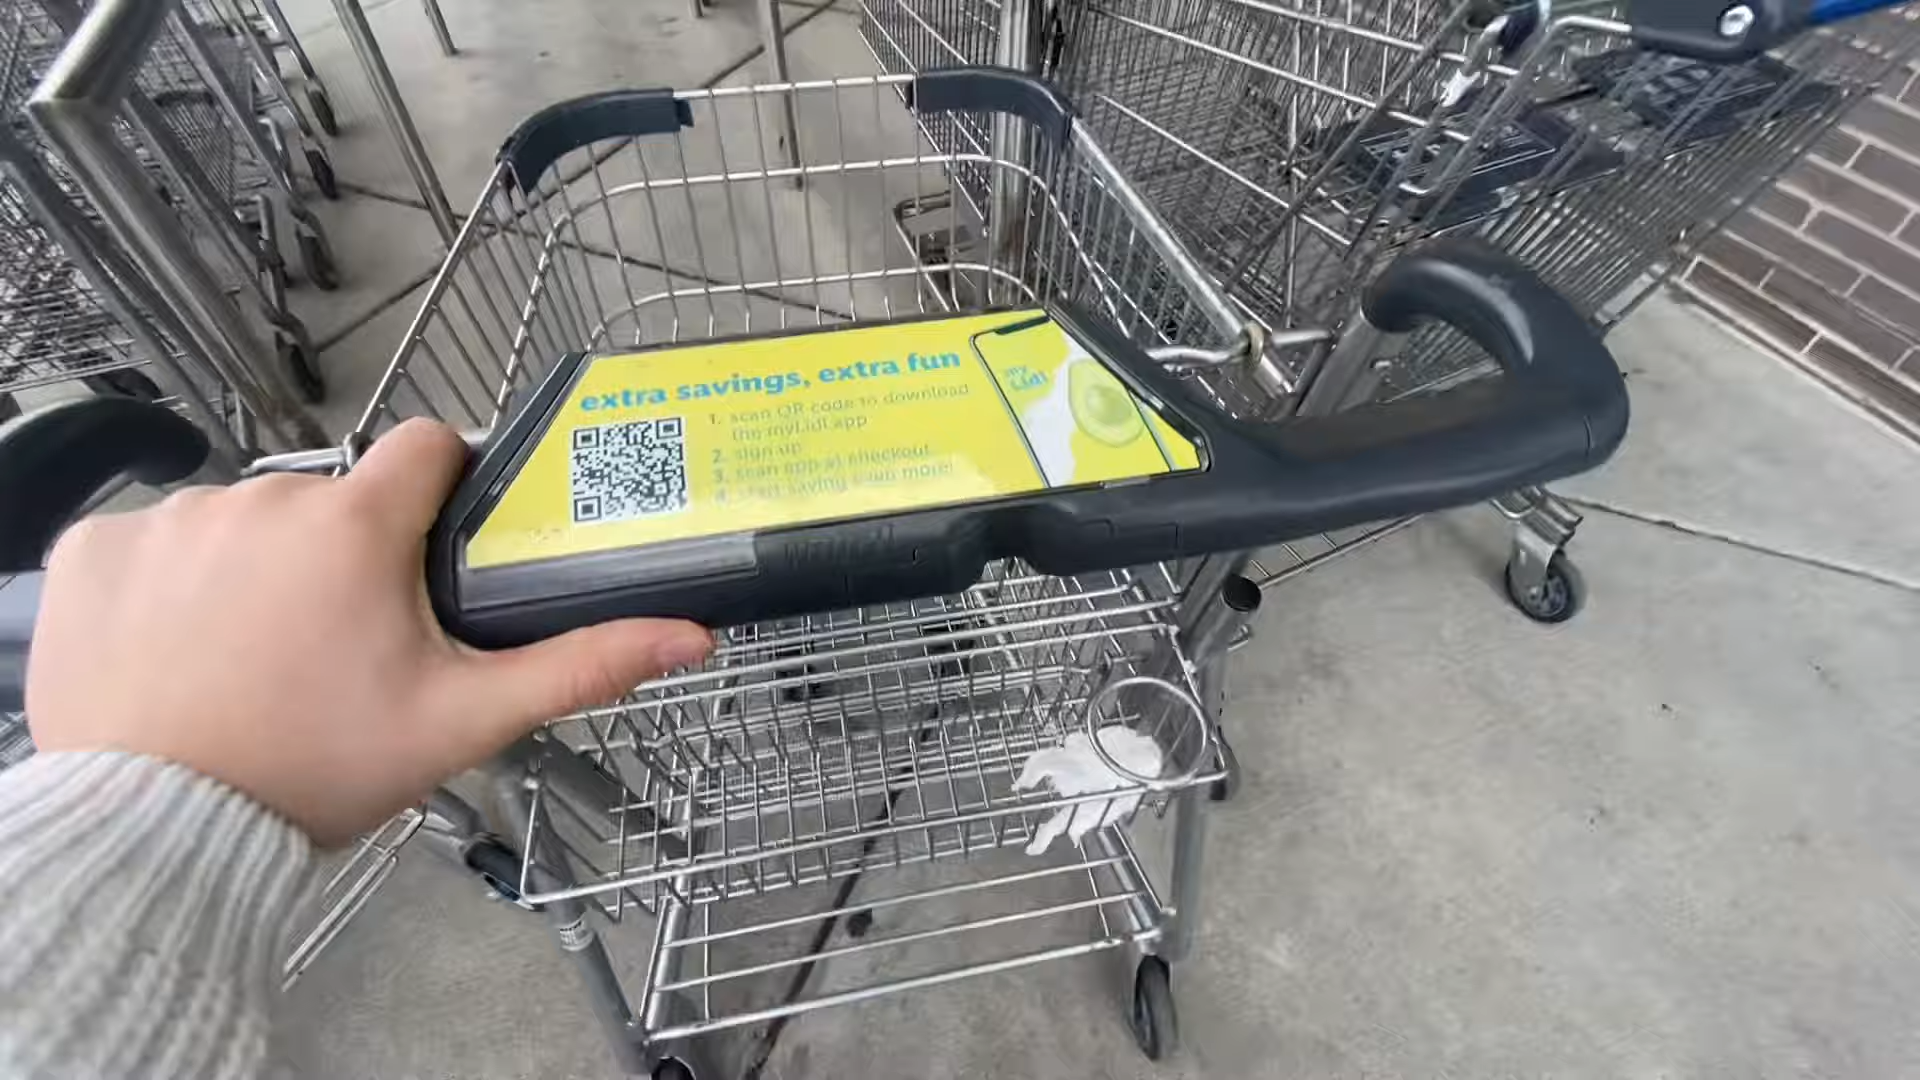 extra savings, extra fun
1. scan QR code to download
the myLidl app
2. sign up
3. scan app at checkout
4. start saving even more!
my
Lidl